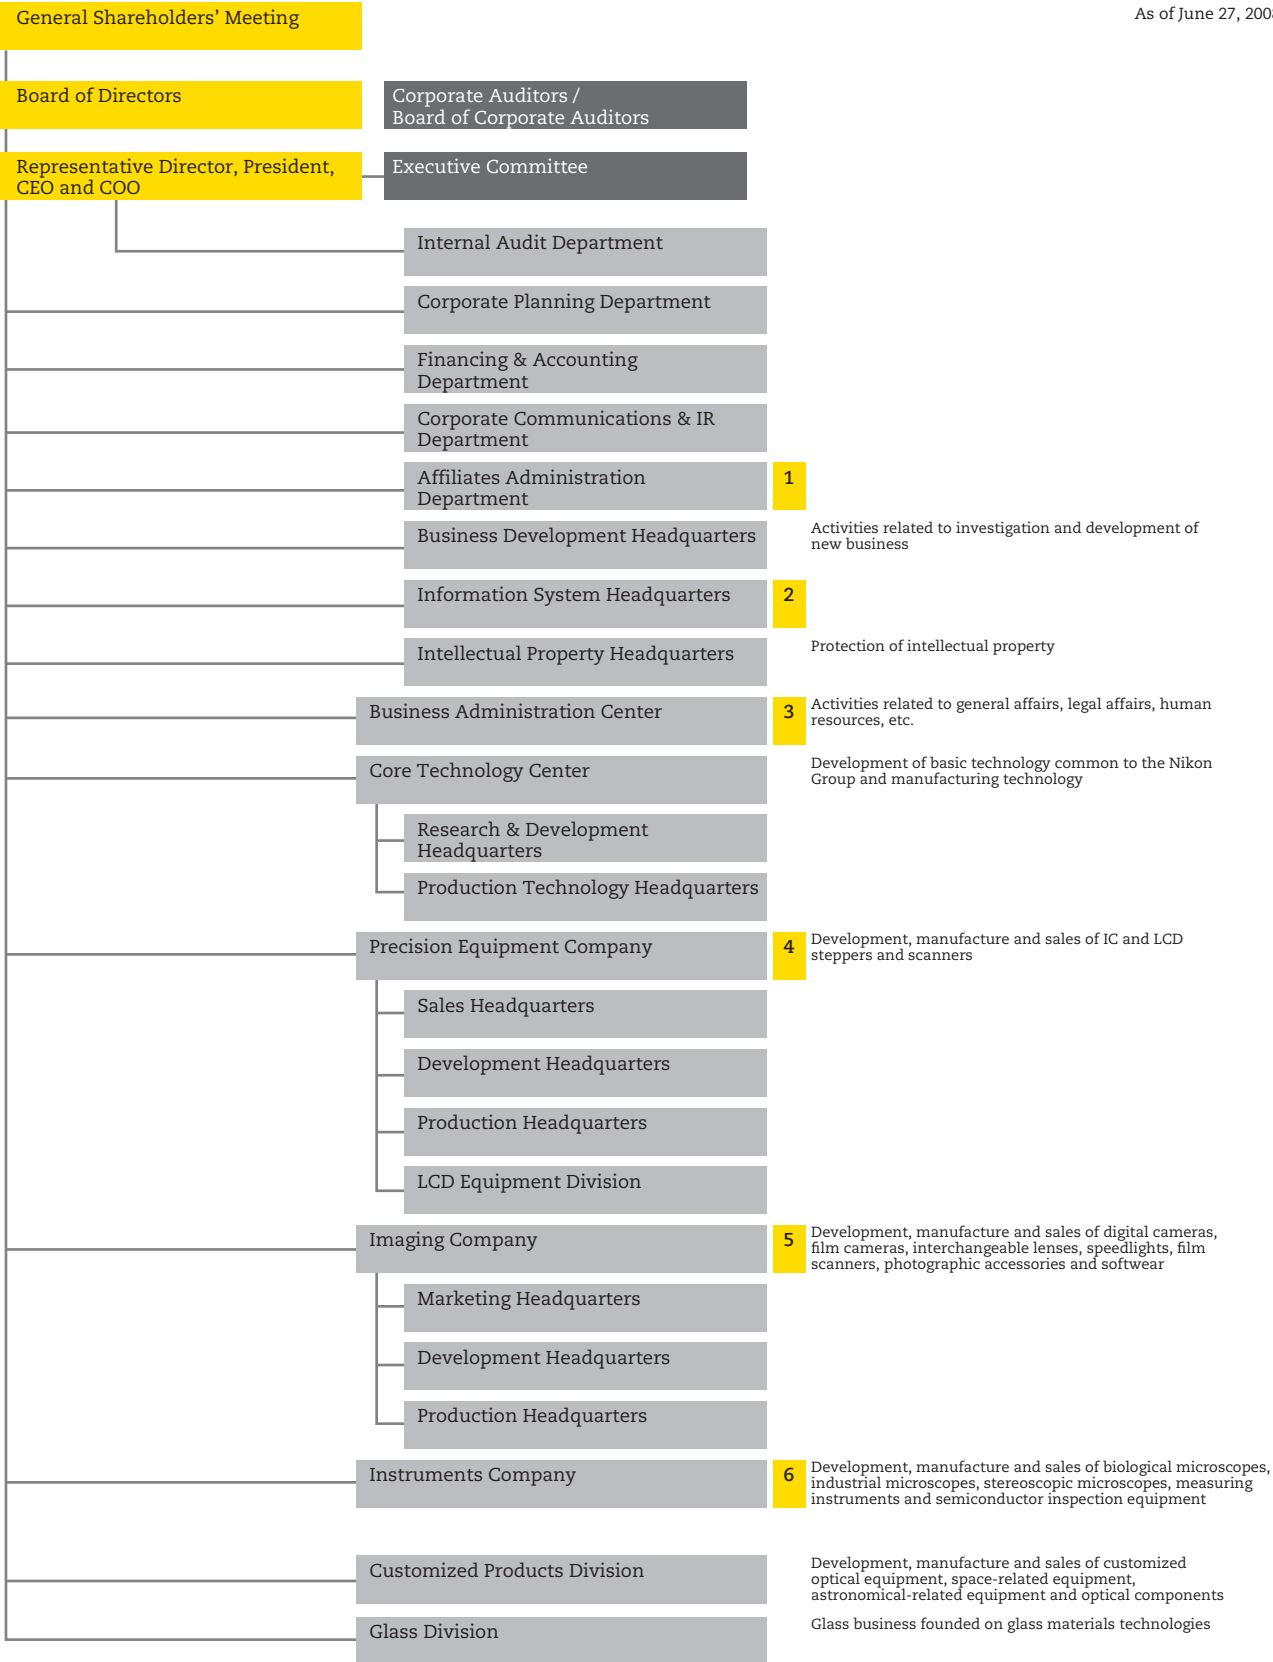 General Shareholders' Meeting
As of June 27, 200
Board of Directors
Corporate Auditors /
Board of Corporate Auditors
Representative Director, President,
CEO and COO
Executive Committee
Internal Audit Department
Corporate Planning Department
Financing & Accounting
Department
Corporate Communications & IR
Department
Affiliates Administration
Department
1
Business Development Headquarters
Activities related to investigation and development of
new business
Information System Headquarters
2
Intellectual Property Headquarters
Protection of intellectual property
Business Administration Center
3
Activities related to general affairs, legal affairs, human
resources, etc.
Core Technology Center
Development of basic technology common to the Nikon
Group and manufacturing technology
Research & Development
Headquarters
Production Technology Headquarters
Precision Equipment Company
4
Development, manufacture and sales of IC and LCD
steppers and scanners
Sales Headquarters
Development Headquarters
Production Headquarters
LCD Equipment Division
Imaging Company
5
Development, manufacture and sales of digital cameras,
film cameras, interchangeable lenses, speedlights, film
scanners, photographic accessories and softwear
Marketing Headquarters
Development Headquarters
Production Headquarters
Instruments Company
6
Development, manufacture and sales of biological microscopes,
industrial microscopes, stereoscopic microscopes, measuring
instruments and semiconductor inspection equipment
Customized Products Division
Development, manufacture and sales of customized
optical equipment, space-related equipment,
astronomical-related equipment and optical components
Glass Division
Glass business founded on glass materials technologies